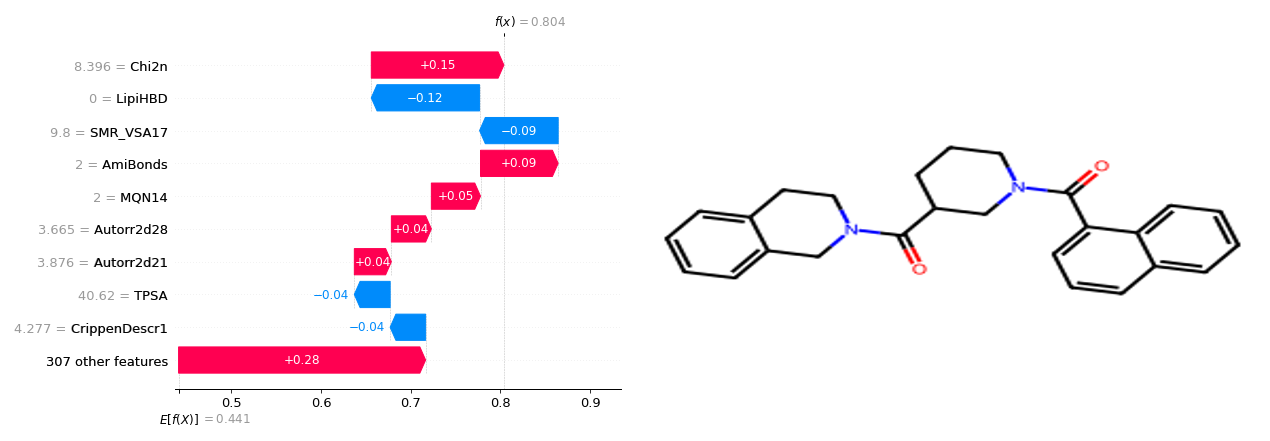 f(x) = 0.804
8.396 = Chi2n
+0.15
0 = LipiHBD
−0.12
9.8 = SMR_VSA17
−0.09
2 = AmiBonds
+0.09
2 = MQN14
+0.05
3.665 = Autorr2d28
+0.04
3.876 = Autorr2d21
+0.04
40.62 = TPSA
−0.04
4.277 = CrippenDescr1
−0.04
307 other features
+0.28
0.5 0.6 0.7 0.8 0.9
E[f(X)] = 0.441
N
O
N
O